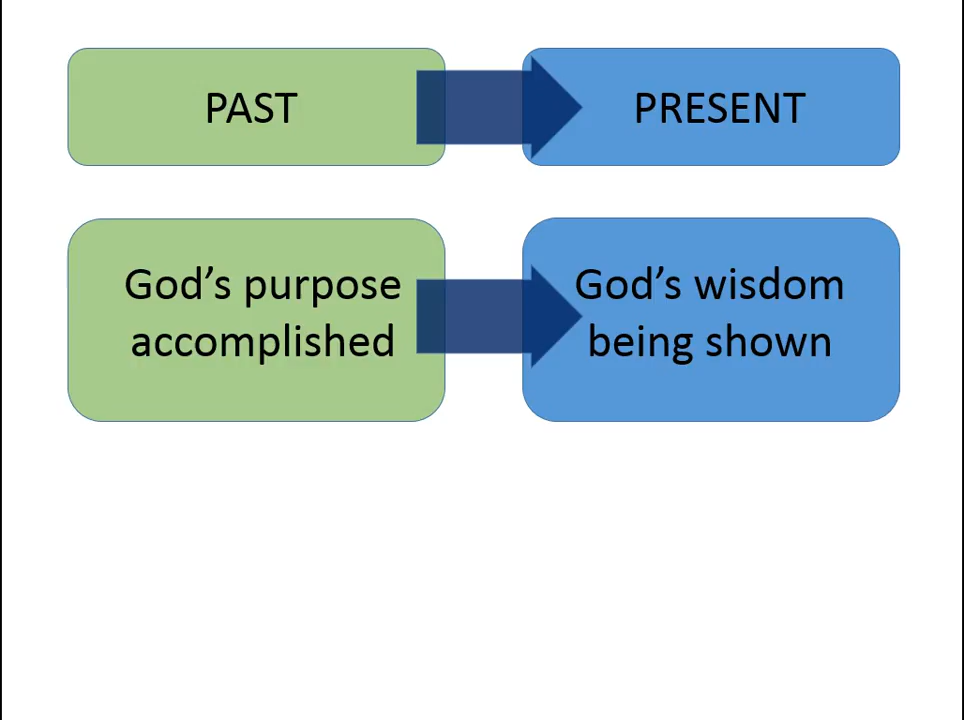 PAST
PRESENT
God’s purpose
accomplished
God’s wisdom
being shown